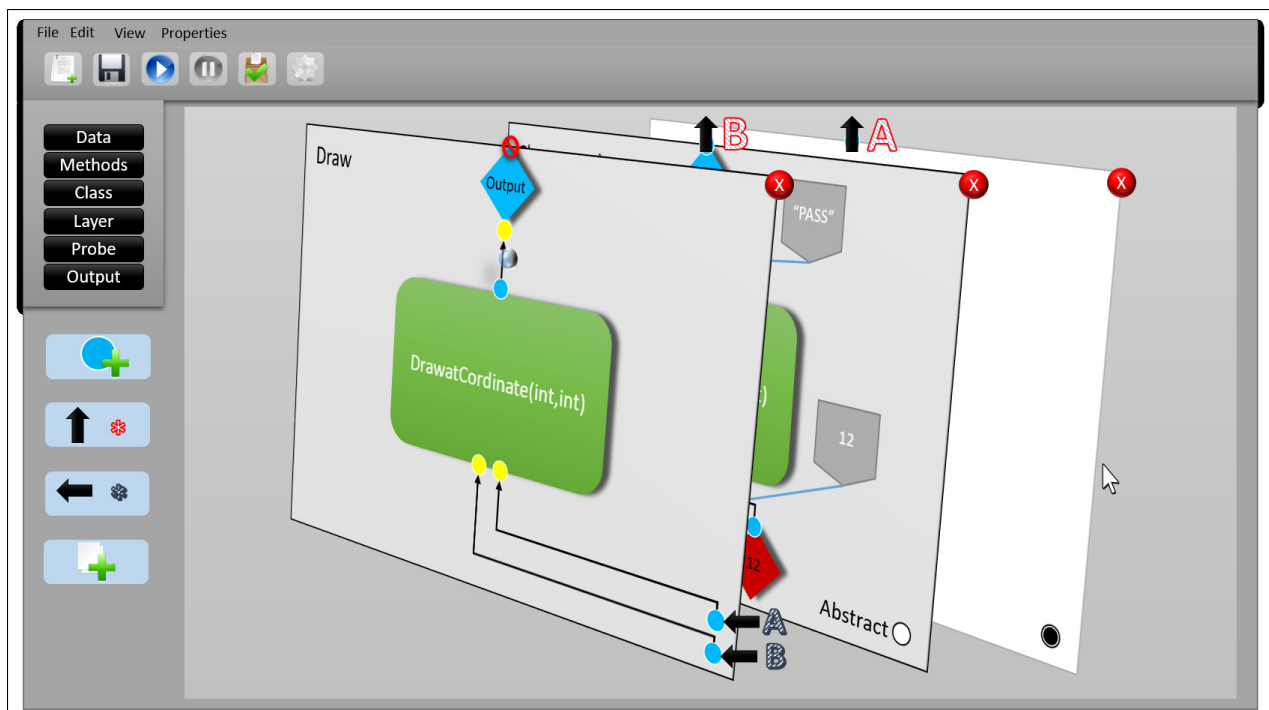 File Edit View Properties
Data
Methods
Class
Layer
Probe
Output
Draw
Output
B
A
X
X
X
"PASS"
DrawatCordinate(int,int)
)
12
12
Abstract
A
B